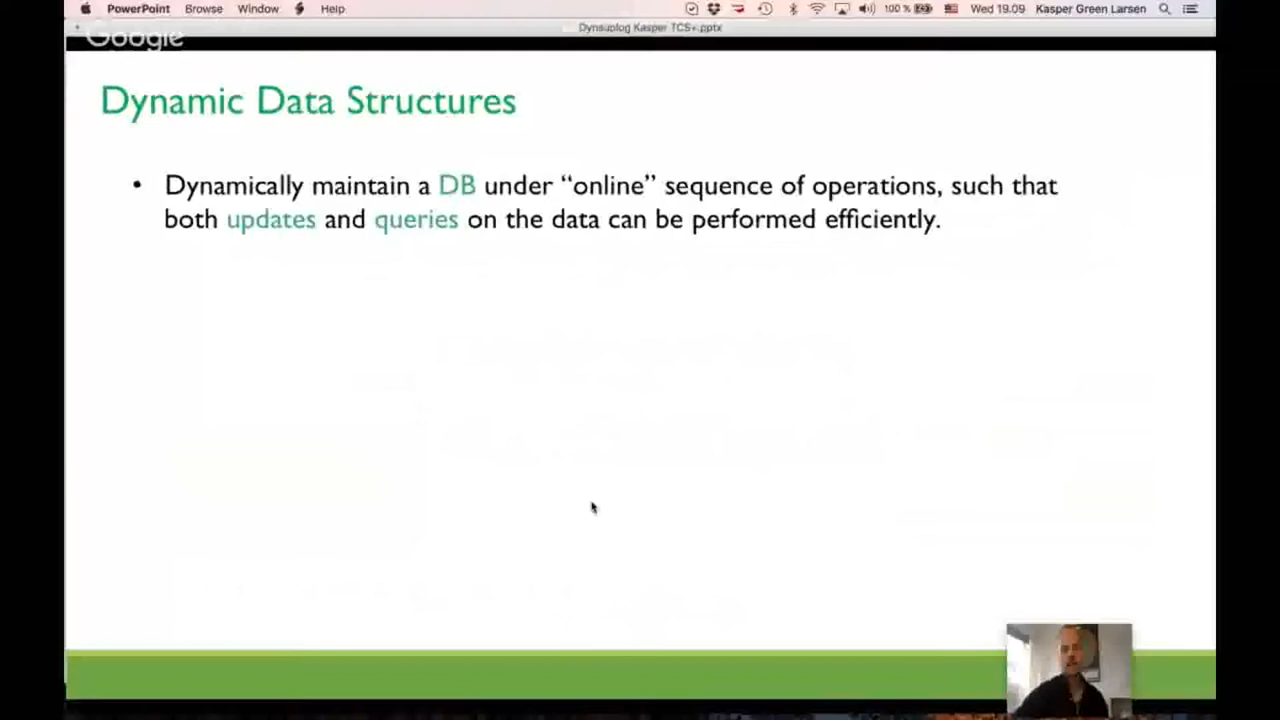 PowerPoint Browse Window Help 100 % Wed 19.09 Kasper Green Larsen
Dynsublog Kasper TCS+.pptx
Google
Dynamic Data Structures
• Dynamically maintain a DB under “online” sequence of operations, such that
both updates and queries on the data can be performed efficiently.